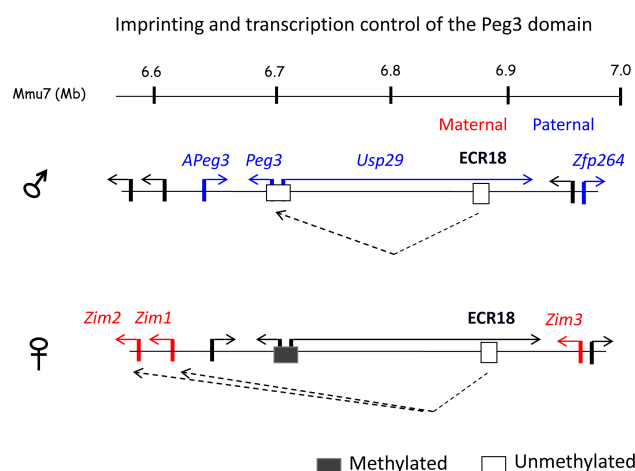 Imprinting and transcription control of the Peg3 domain
6.6 6.7 6.8 6.9 7.0
Mmu7 (Mb)
Maternal Paternal
APeg3 Peg3 Usp29 ECR18 Zfp264
♂
Zim2 Zim1 ECR18 Zim3
♀
Methylated Unmethylated